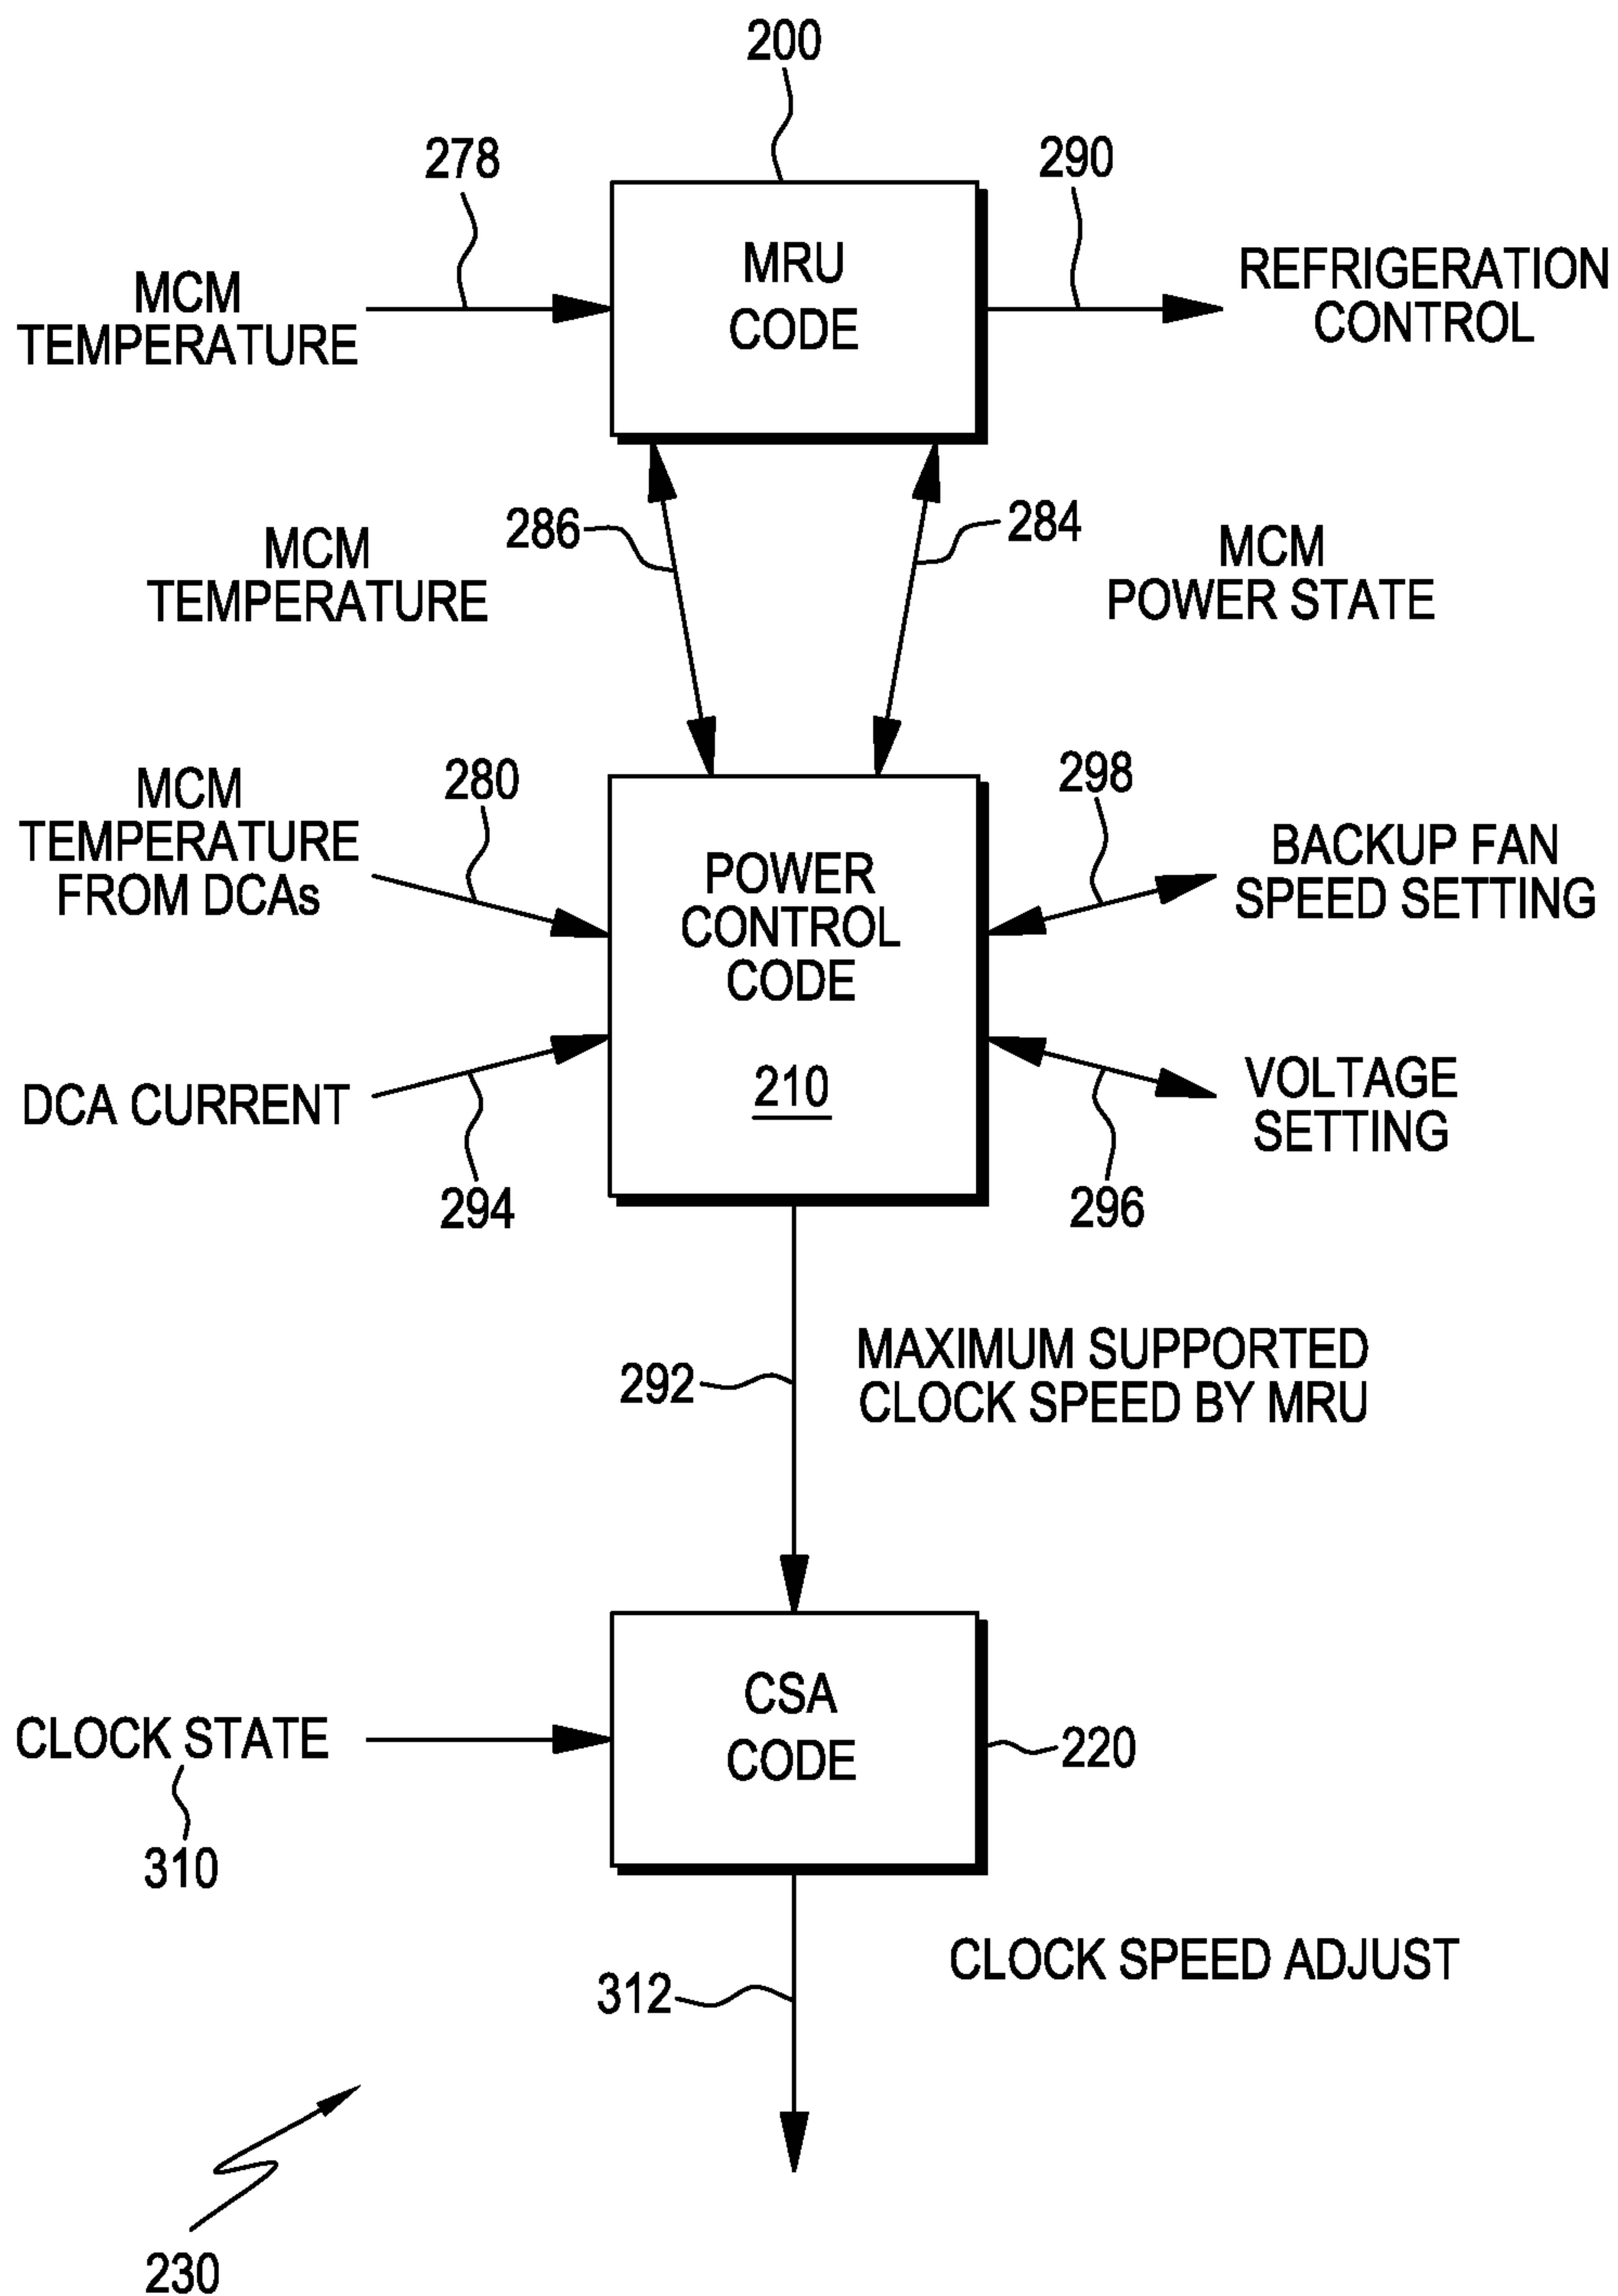 200
278
290
MCM
TEMPERATURE
MRU
CODE
REFRIGERATION
CONTROL
286
284
MCM
TEMPERATURE
MCM
POWER STATE
MCM
TEMPERATURE
FROM DCAs
280
298
POWER
CONTROL
CODE
210
BACKUP FAN
SPEED SETTING
DCA CURRENT
294
VOLTAGE
SETTING
296
292
MAXIMUM SUPPORTED
CLOCK SPEED BY MRU
CLOCK STATE
310
CSA
CODE
220
312
CLOCK SPEED ADJUST
230